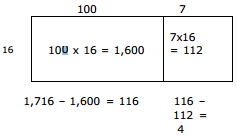 100 7
16
100 x 16 = 1,600
7x16
= 112
1,716 – 1,600 = 116
116 –
112 =
4